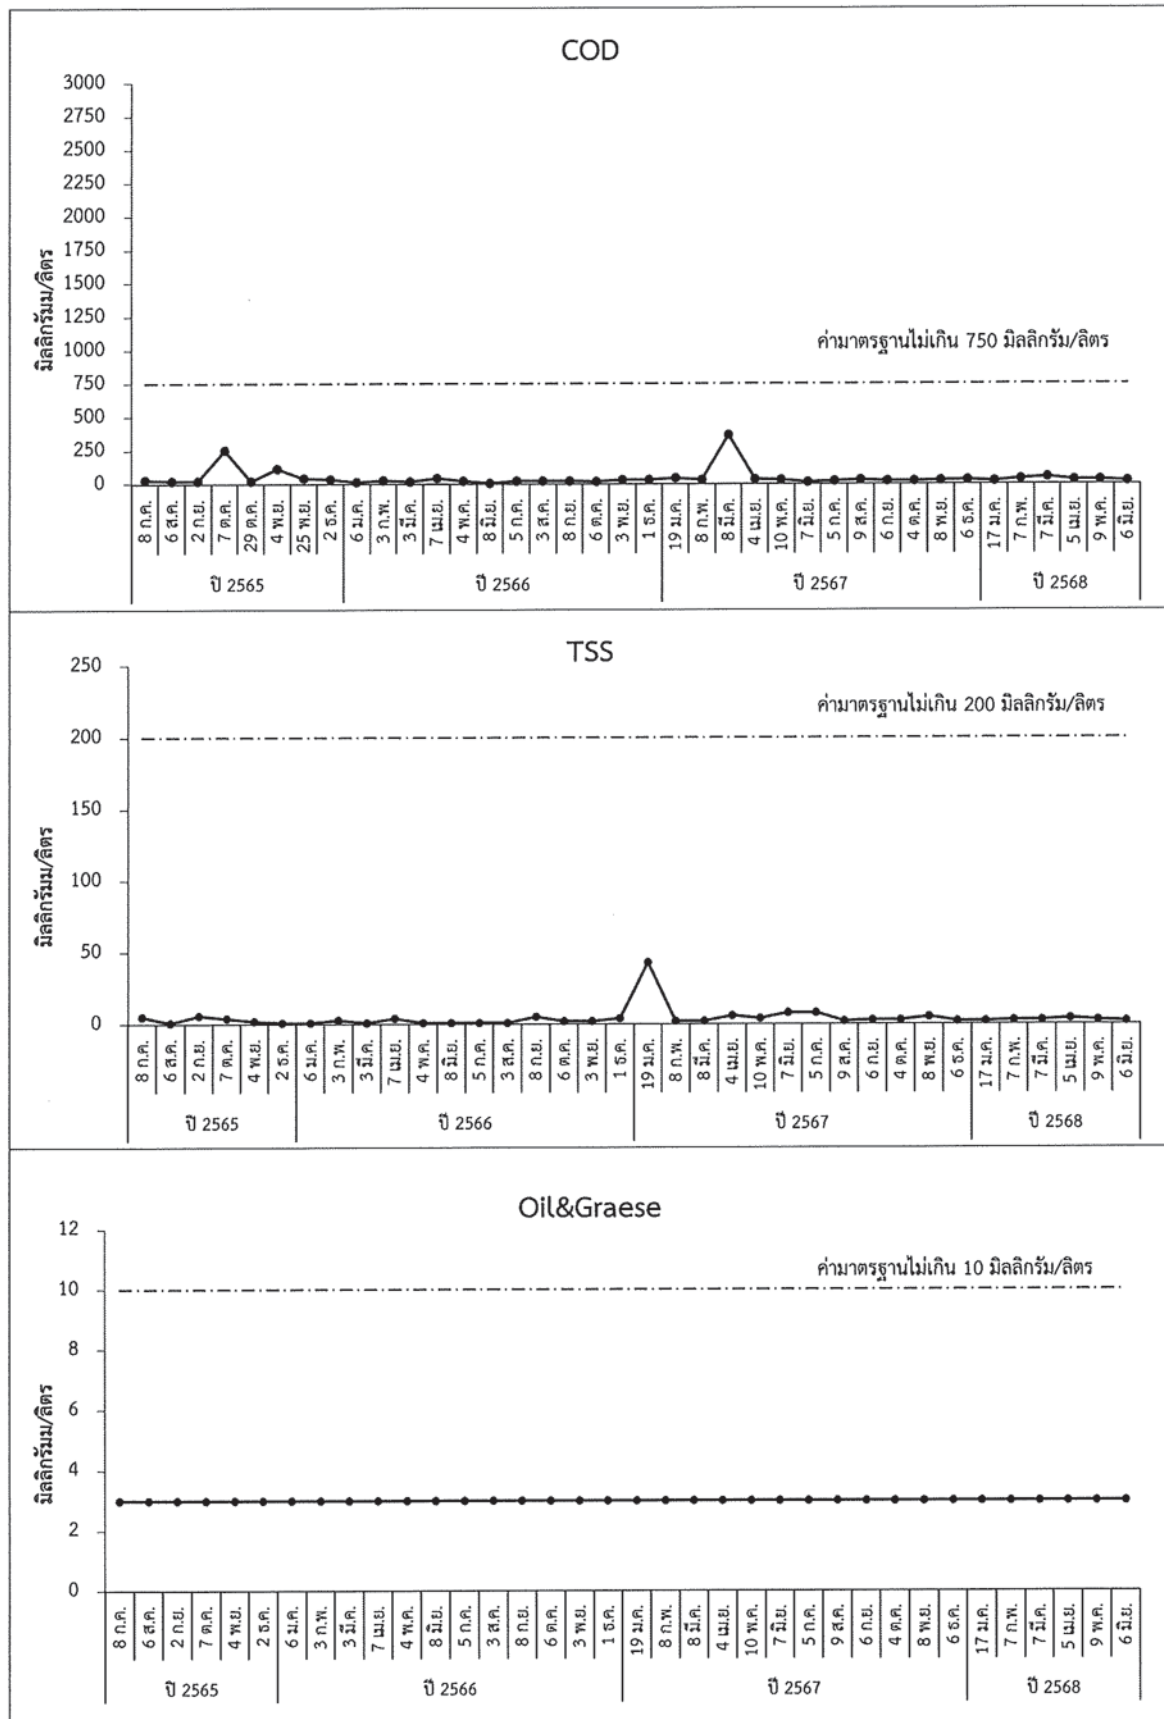 COD
3000
2750
2500
2250
2000
1750
1500
1250
1000
750
500
250
0
มิลลิกรัมม/ลิตร
ค่ามาตรฐานไม่เกิน 750 มิลลิกรัม/ลิตร
8 ก.ค. 6 ส.ค. 2 ก.ย. 7 ต.ค. 29 ต.ค. 4 พ.ย. 25 พ.ย. 2 ธ.ค. 6 ม.ค. 3 ก.พ. 3 มี.ค. 7 เม.ย. 4 พ.ค. 8 มิ.ย. 5 ก.ค. 3 ส.ค. 8 ก.ย. 6 ต.ค. 3 พ.ย. 1 ธ.ค. 19 ม.ค. 8 ก.พ. 8 มี.ค. 4 เม.ย. 10 พ.ค. 7 มิ.ย. 5 ก.ค. 9 ส.ค. 6 ก.ย. 4 ต.ค. 8 พ.ย. 6 ธ.ค. 17 ม.ค. 7 ก.พ. 7 มี.ค. 5 เม.ย. 9 พ.ค. 6 มิ.ย.
ปี 2565 ปี 2566 ปี 2567 ปี 2568
TSS
250
200
150
100
50
0
มิลลิกรัมม/ลิตร
ค่ามาตรฐานไม่เกิน 200 มิลลิกรัม/ลิตร
8 ก.ค. 6 ส.ค. 2 ก.ย. 7 ต.ค. 4 พ.ย. 2 ธ.ค. 6 ม.ค. 3 ก.พ. 3 มี.ค. 7 เม.ย. 4 พ.ค. 8 มิ.ย. 5 ก.ค. 3 ส.ค. 8 ก.ย. 6 ต.ค. 3 พ.ย. 1 ธ.ค. 19 ม.ค. 8 ก.พ. 8 มี.ค. 4 เม.ย. 10 พ.ค. 7 มิ.ย. 5 ก.ค. 9 ส.ค. 6 ก.ย. 4 ต.ค. 8 พ.ย. 6 ธ.ค. 17 ม.ค. 7 ก.พ. 7 มี.ค. 5 เม.ย. 9 พ.ค. 6 มิ.ย.
ปี 2565 ปี 2566 ปี 2567 ปี 2568
Oil&Graese
12
10
8
6
4
2
0
มิลลิกรัมม/ลิตร
ค่ามาตรฐานไม่เกิน 10 มิลลิกรัม/ลิตร
8 ก.ค. 6 ส.ค. 2 ก.ย. 7 ต.ค. 4 พ.ย. 2 ธ.ค. 6 ม.ค. 3 ก.พ. 3 มี.ค. 7 เม.ย. 4 พ.ค. 8 มิ.ย. 5 ก.ค. 3 ส.ค. 8 ก.ย. 6 ต.ค. 3 พ.ย. 1 ธ.ค. 19 ม.ค. 8 ก.พ. 8 มี.ค. 4 เม.ย. 10 พ.ค. 7 มิ.ย. 5 ก.ค. 9 ส.ค. 6 ก.ย. 4 ต.ค. 8 พ.ย. 6 ธ.ค. 17 ม.ค. 7 ก.พ. 7 มี.ค. 5 เม.ย. 9 พ.ค. 6 มิ.ย.
ปี 2565 ปี 2566 ปี 2567 ปี 2568